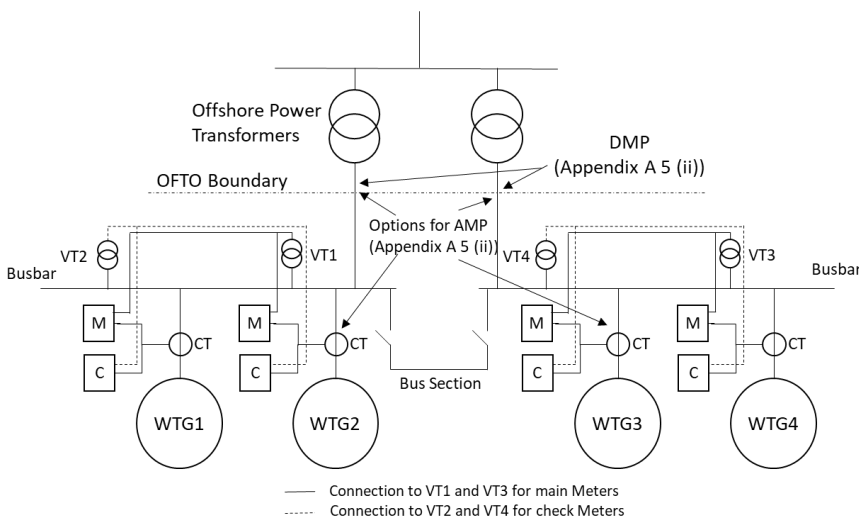 Offshore Power
Transformers
DMP
(Appendix A 5 (ii))
OFTO Boundary
Options for AMP
(Appendix A 5 (ii))
VT2
VT1
VT4
VT3
Busbar
Busbar
M
M
M
M
CT
CT
CT
CT
C
C
C
C
Bus Section
WTG1
WTG2
WTG3
WTG4
Connection to VT1 and VT3 for main Meters
Connection to VT2 and VT4 for check Meters